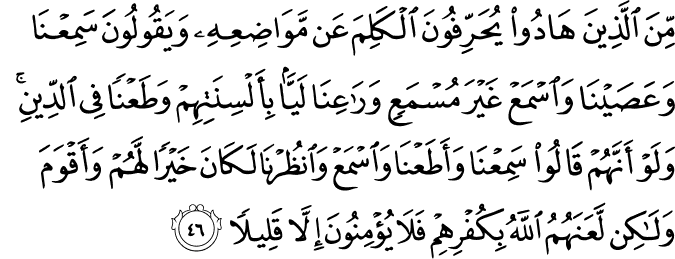 مِّنَ ٱلَّذِينَ هَادُواْ يُحَرِّفُونَ ٱلۡكَلِمَ عَن مَّوَاضِعِهِۦ وَيَقُولُونَ سَمِعۡنَا
وَعَصَيۡنَا وَٱسۡمَعۡ غَيۡرَ مُسۡمَعٖ وَرَٰعِنَا لَيَّۢا بِأَلۡسِنَتِهِمۡ وَطَعۡنٗا فِي ٱلدِّينِۚ
وَلَوۡ أَنَّهُمۡ قَالُواْ سَمِعۡنَا وَأَطَعۡنَا وَٱسۡمَعۡ وَٱنظُرۡنَا لَكَانَ خَيۡرٗا لَّهُمۡ وَأَقۡوَمَ
وَلَٰكِن لَّعَنَهُمُ ٱللَّهُ بِكُفۡرِهِمۡ فَلَا يُؤۡمِنُونَ إِلَّا قَلِيلٗا ٤٦